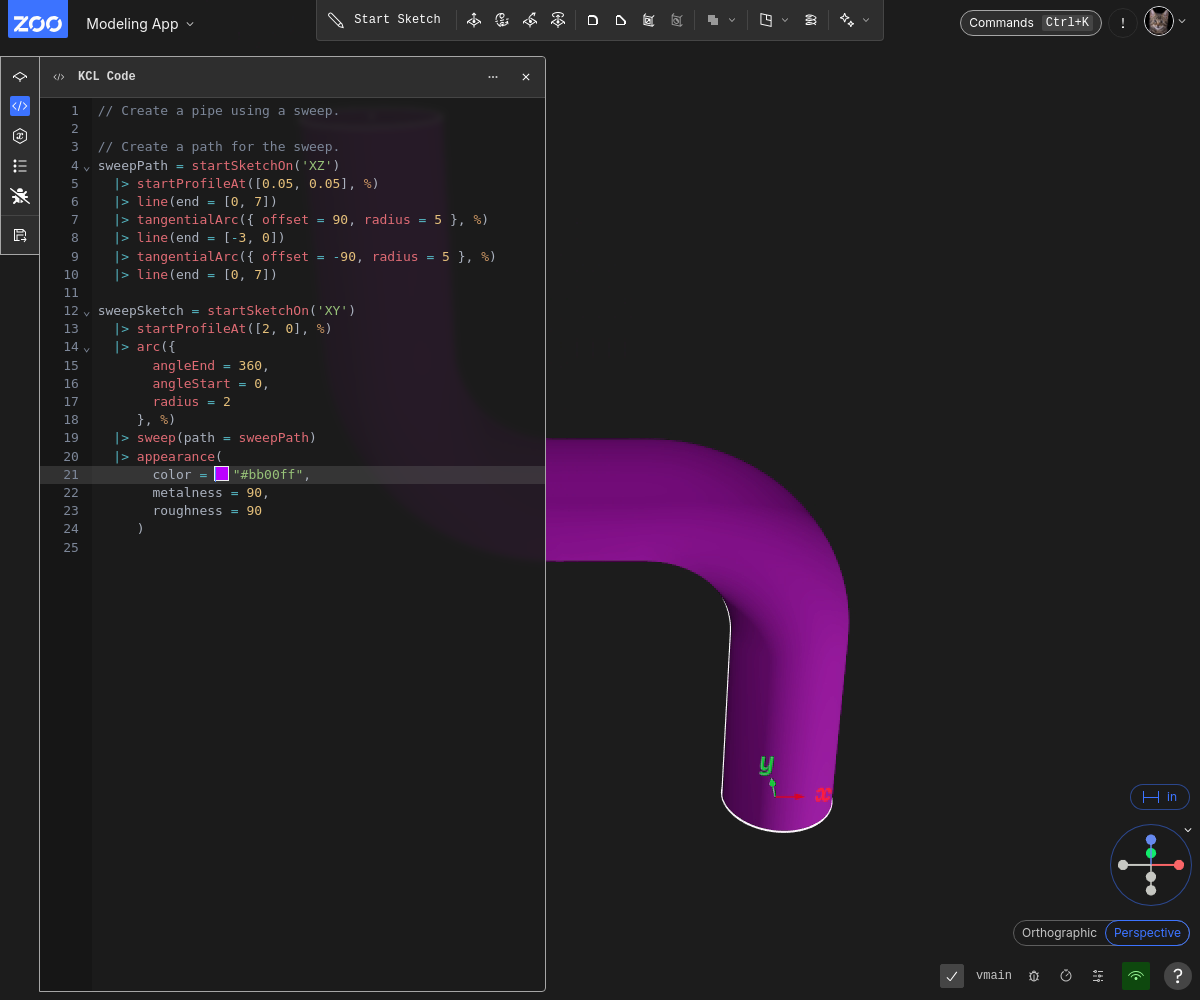 ZOO Modeling App
Start Sketch
Commands Ctrl+K
!
KCL Code
1 // Create a pipe using a sweep.
2
3 // Create a path for the sweep.
4 sweepPath = startSketchOn('XZ')
5   |> startProfileAt([0.05, 0.05], %)
6   |> line(end = [0, 7])
7   |> tangentialArc({ offset = 90, radius = 5 }, %)
8   |> line(end = [-3, 0])
9   |> tangentialArc({ offset = -90, radius = 5 }, %)
10   |> line(end = [0, 7])
11
12 sweepSketch = startSketchOn('XY')
13   |> startProfileAt([2, 0], %)
14   |> arc({
15        angleEnd = 360,
16        angleStart = 0,
17        radius = 2
18      }, %)
19   |> sweep(path = sweepPath)
20   |> appearance(
21        color = "#bb00ff",
22        metalness = 90,
23        roughness = 90
24      )
25
y
x
in
Orthographic Perspective
vmain
?